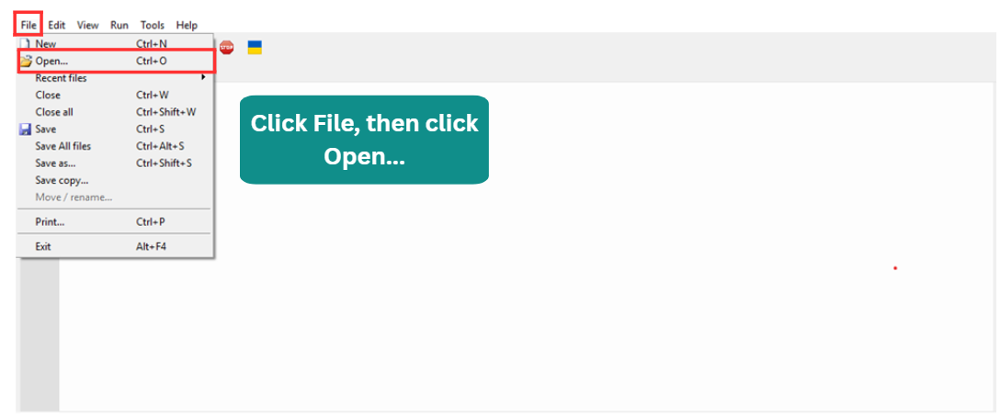 File Edit View Run Tools Help
New Ctrl+N
STOP
Open... Ctrl+O
Recent files
Close Ctrl+W
Close all Ctrl+Shift+W
Save Ctrl+S
Save All files Ctrl+Alt+S
Save as... Ctrl+Shift+S
Save copy...
Move / rename...
Print... Ctrl+P
Exit Alt+F4
Click File, then click
Open...